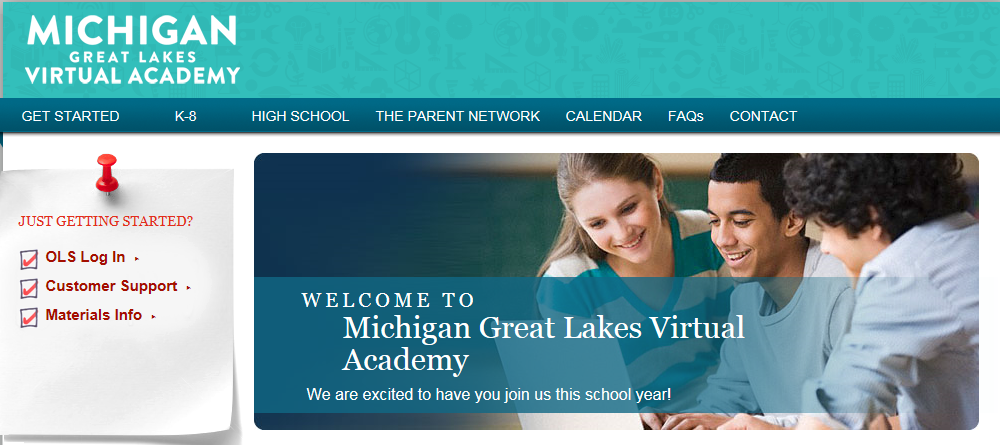 MICHIGAN
GREAT LAKES
VIRTUAL ACADEMY
GET STARTED K-8 HIGH SCHOOL THE PARENT NETWORK CALENDAR FAQs CONTACT
JUST GETTING STARTED?
OLS Log In
Customer Support
Materials Info
WELCOME TO
Michigan Great Lakes Virtual
Academy
We are excited to have you join us this school year!